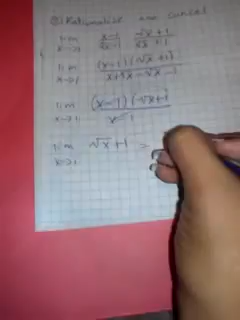 Rationalize and cancel
lim x→1 x-1/√x-1 √x+1/√x+1
lim x→1 (x-1)(√x+1)/x+√x-√x-1
lim x→1 (x-1)(√x+1)/x-1
lim x→1 √x+1 =